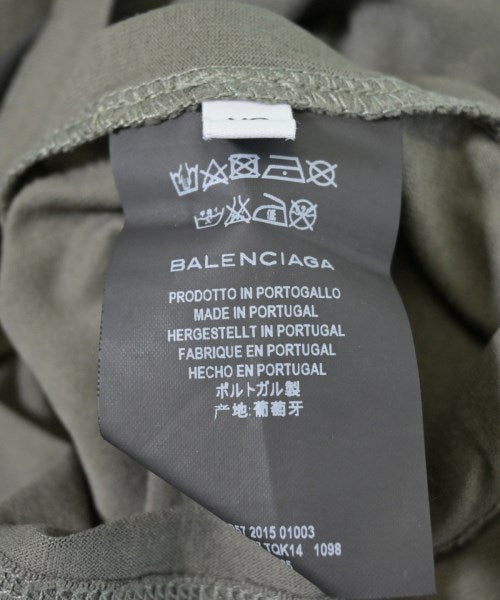 BALENCIAGA
PRODOTTO IN PORTOGALLO
MADE IN PORTUGAL
HERGESTELLT IN PORTUGAL
FABRIQUE EN PORTUGAL
HECHO EN PORTUGAL
ポルトガル製
产地:葡萄牙
2015 01003
TQK14 1098